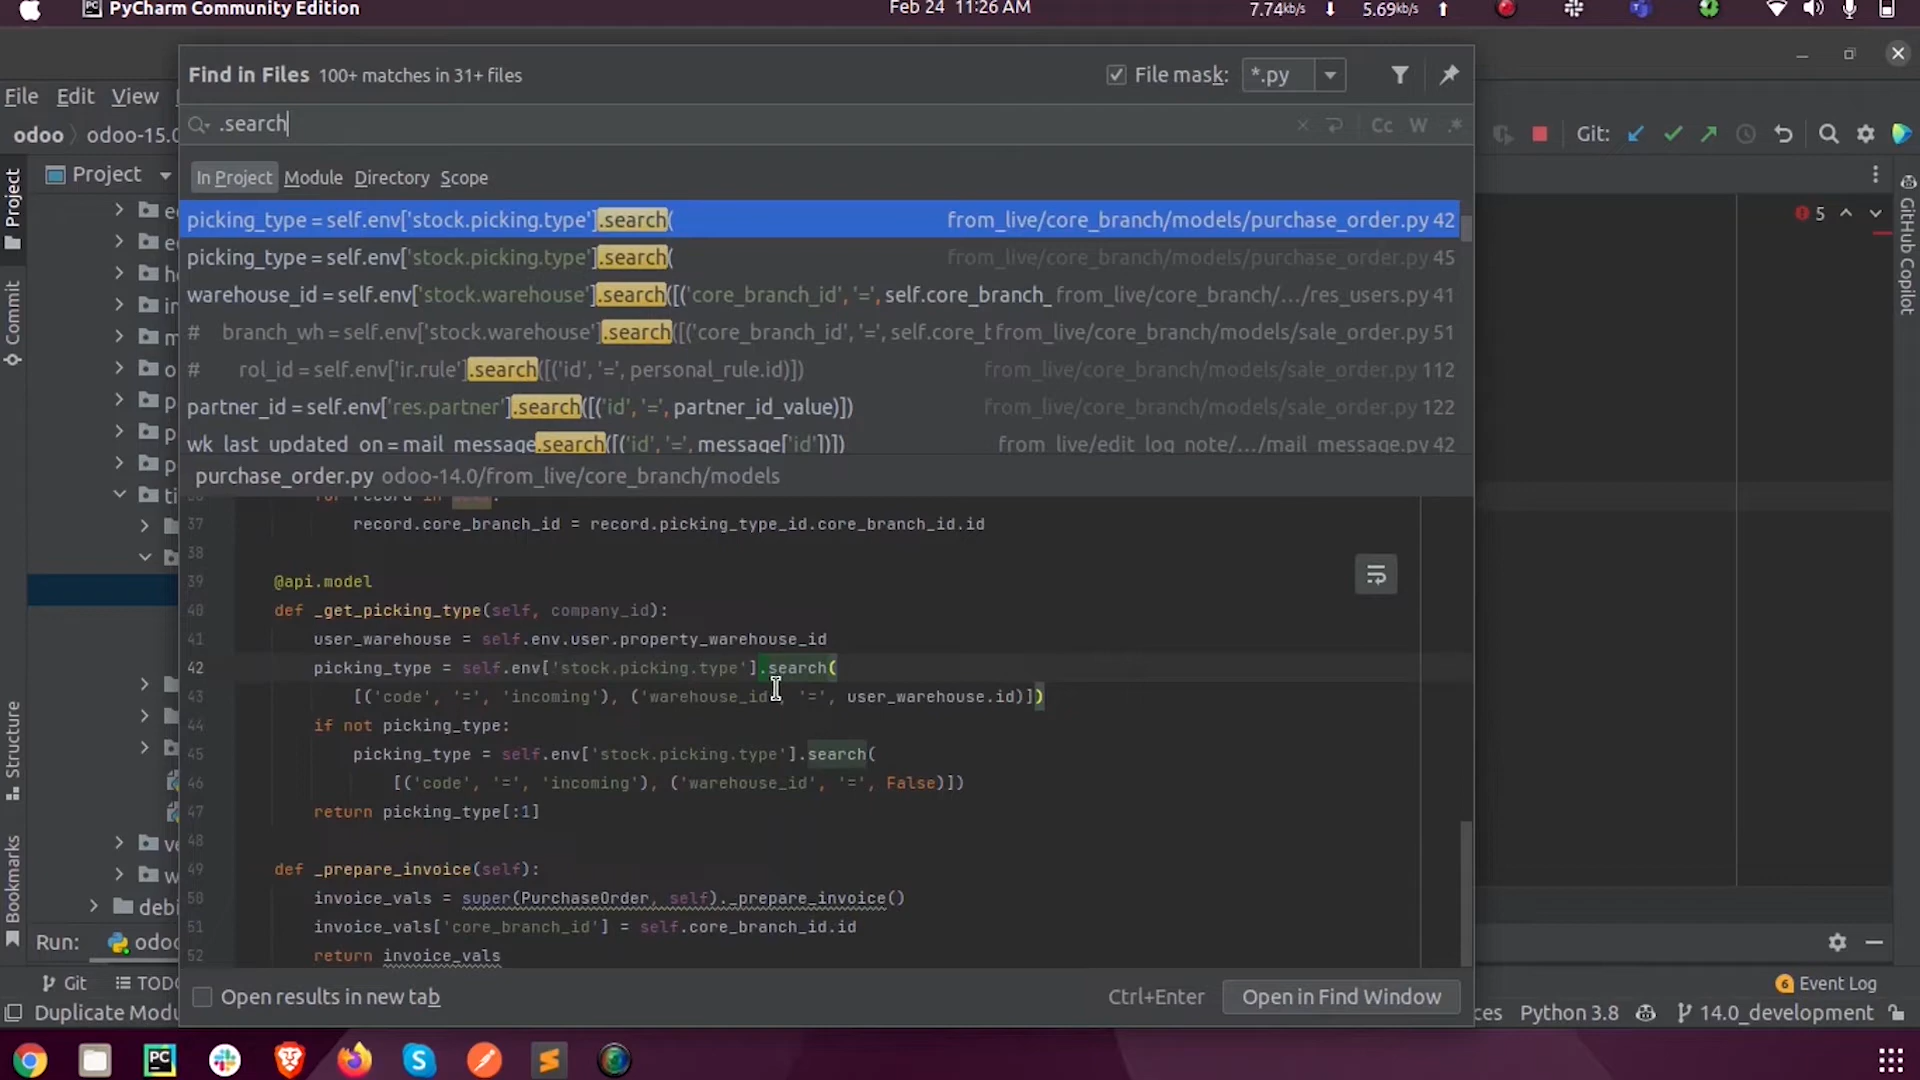 PyCharm Community Edition
Feb 24 11:26 AM
7.74kb/s 5.69kb/s
Find in Files 100+ matches in 31+ files
File mask: *.py
File Edit View
.search
Cc W .*
odoo odoo-15.0
Git:
In Project Module Directory Scope
Project
Project
picking_type = self.env['stock.picking.type'].search( from_live/core_branch/models/purchase_order.py 42
5
picking_type = self.env['stock.picking.type'].search( from_live/core_branch/models/purchase_order.py 45
GitHub Copilot
warehouse_id = self.env['stock.warehouse'].search([('core_branch_id', '=', self.core_branch_ from_live/core_branch/.../res_users.py 41
Commit
# branch_wh = self.env['stock.warehouse'].search([('core_branch_id', '=', self.core_b from_live/core_branch/models/sale_order.py 51
# rol_id = self.env['ir.rule'].search([('id', '=', personal_rule.id)]) from_live/core_branch/models/sale_order.py 112
partner_id = self.env['res.partner'].search([('id', '=', partner_id_value)]) from_live/core_branch/models/sale_order.py 122
wk_last_updated_on = mail_message.search([('id', '=', message['id'])]) from_live/edit_log_note/.../mail_message.py 42
purchase_order.py odoo-14.0/from_live/core_branch/models
for record in self:
37 record.core_branch_id = record.picking_type_id.core_branch_id.id
38
39 @api.model
40 def _get_picking_type(self, company_id):
41 user_warehouse = self.env.user.property_warehouse_id
42 picking_type = self.env['stock.picking.type'].search(
43 [('code', '=', 'incoming'), ('warehouse_id', '=', user_warehouse.id)])
44 if not picking_type:
45 picking_type = self.env['stock.picking.type'].search(
46 [('code', '=', 'incoming'), ('warehouse_id', '=', False)])
47 return picking_type[:1]
48
49 def _prepare_invoice(self):
50 invoice_vals = super(PurchaseOrder, self)._prepare_invoice()
51 invoice_vals['core_branch_id'] = self.core_branch_id.id
52 return invoice_vals
Structure
Bookmarks
debi
Run: odoo
Open results in new tab Ctrl+Enter Open in Find Window
Git TODO
6 Event Log
Duplicate Modu
ces Python 3.8 14.0_development